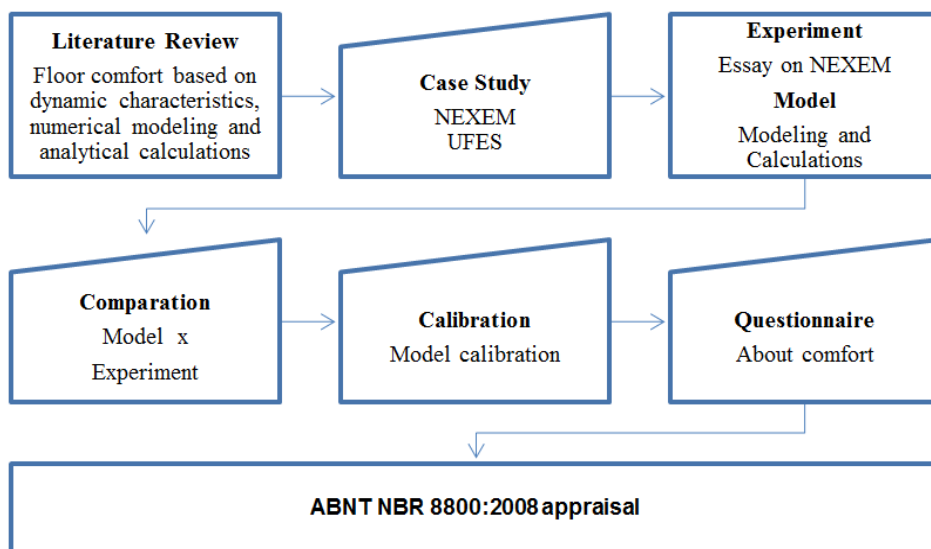 Literature Review
Floor comfort based on
dynamic characteristics,
numerical modeling and
analytical calculations
Case Study
NEXEM
UFES
Experiment
Essay on NEXEM
Model
Modeling and
Calculations
Comparation
Model x
Experiment
Calibration
Model calibration
Questionnaire
About comfort
ABNT NBR 8800:2008 appraisal